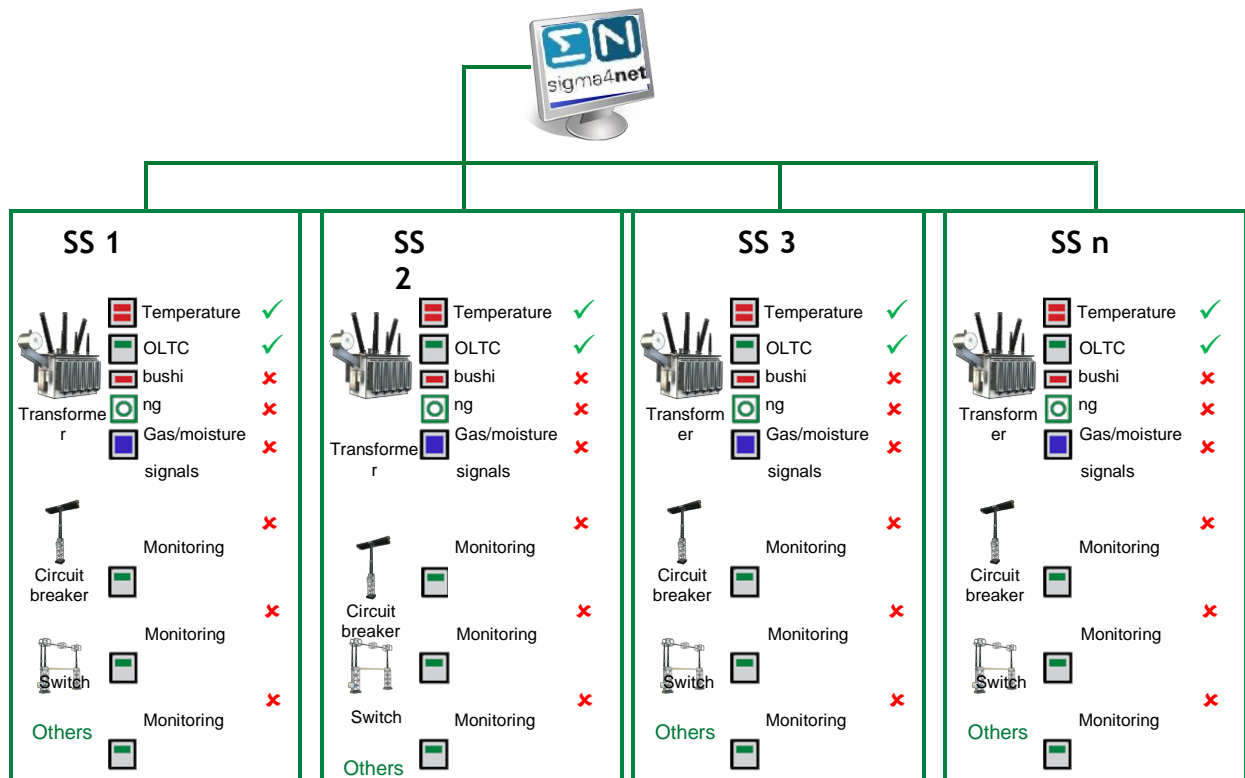 sigma4net
SS 1
Temperature
OLTC
bushi
ng
Gas/moisture
signals
Transforme
r
Monitoring
Circuit
breaker
Monitoring
Switch
Monitoring
Others
SS
2
Temperature
OLTC
bushi
ng
Gas/moisture
signals
Transforme
r
Monitoring
Circuit
breaker
Monitoring
Switch
Monitoring
Others
SS 3
Temperature
OLTC
bushi
ng
Gas/moisture
signals
Transform
er
Monitoring
Circuit
breaker
Monitoring
Switch
Monitoring
Others
SS n
Temperature
OLTC
bushi
ng
Gas/moisture
signals
Transform
er
Monitoring
Circuit
breaker
Monitoring
Switch
Monitoring
Others